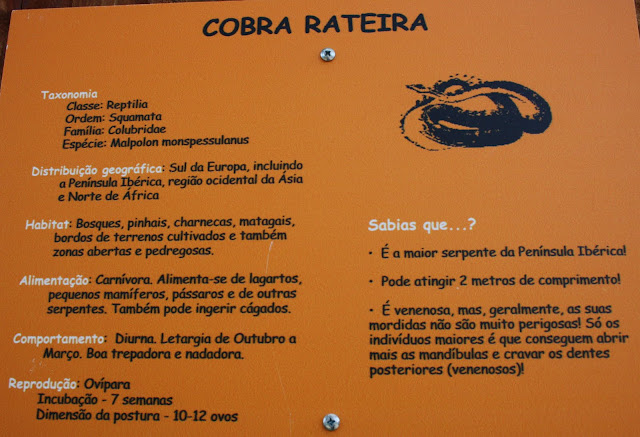 COBRA RATEIRA
Taxonomia
Classe: Reptilia
Ordem: Squamata
Família: Colubridae
Espécie: Malpolon monspessulanus
Distribuição geográfica: Sul da Europa, incluindo
a Península Ibérica, região ocidental da Ásia
e Norte de África
Habitat: Bosques, pinhais, charnecas, matagais,
bordos de terrenos cultivados e também
zonas abertas e pedregosas.
Alimentação: Carnívora. Alimenta-se de lagartos,
pequenos mamíferos, pássaros e de outras
serpentes. Também pode ingerir cágados.
Comportamento: Diurna. Letargia de Outubro a
Março. Boa trepadora e nadadora.
Reprodução: Ovípara
Incubação - 7 semanas
Dimensão da postura - 10-12 ovos
Sabias que...?
• É a maior serpente da Península Ibérica!
• Pode atingir 2 metros de comprimento!
• É venenosa, mas, geralmente, as suas
mordidas não são muito perigosas! Só os
indivíduos maiores é que conseguem abrir
mais as mandíbulas e cravar os dentes
posteriores (venenosos)!